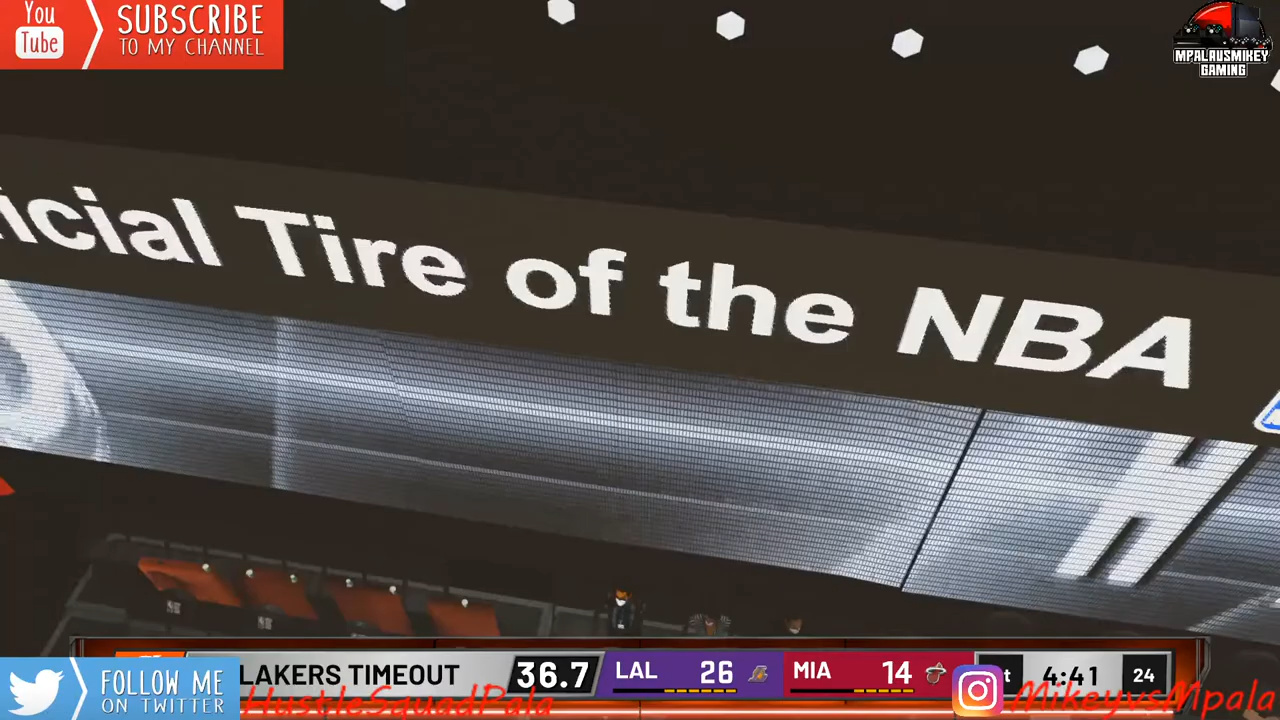 You
Tube
SUBSCRIBE
TO MY CHANNEL
MPALAUSMIKEY
GAMING
icial Tire of the NBA
H
LAKERS TIMEOUT 36.7 LAL 26 MIA 14 t 4:41 24
FOLLOW ME
ON TWITTER
HustleSquadPala
MikeyvsMpala